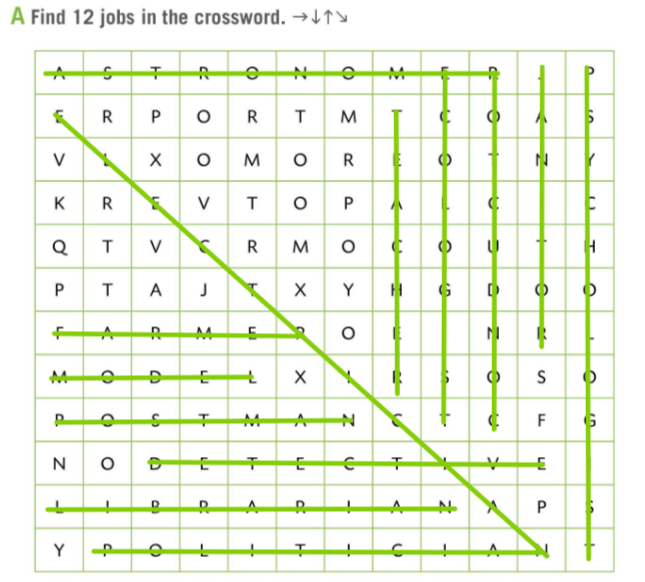 A Find 12 jobs in the crossword. →↓↑↘
A S T R O N O M E R J P
E R P O R T M T C O A S
V L X O M O R E O T N Y
K R E V T O P A L C I C
Q T V C R M O C O U T H
P T A J T X Y H G D O O
F A R M E R O E I N R L
M O D E L X I R S O S O
P O S T M A N C T C F G
N O D E T E C T I V E I
L I B R A R I A N A P S
Y P O L I T I C I A N T